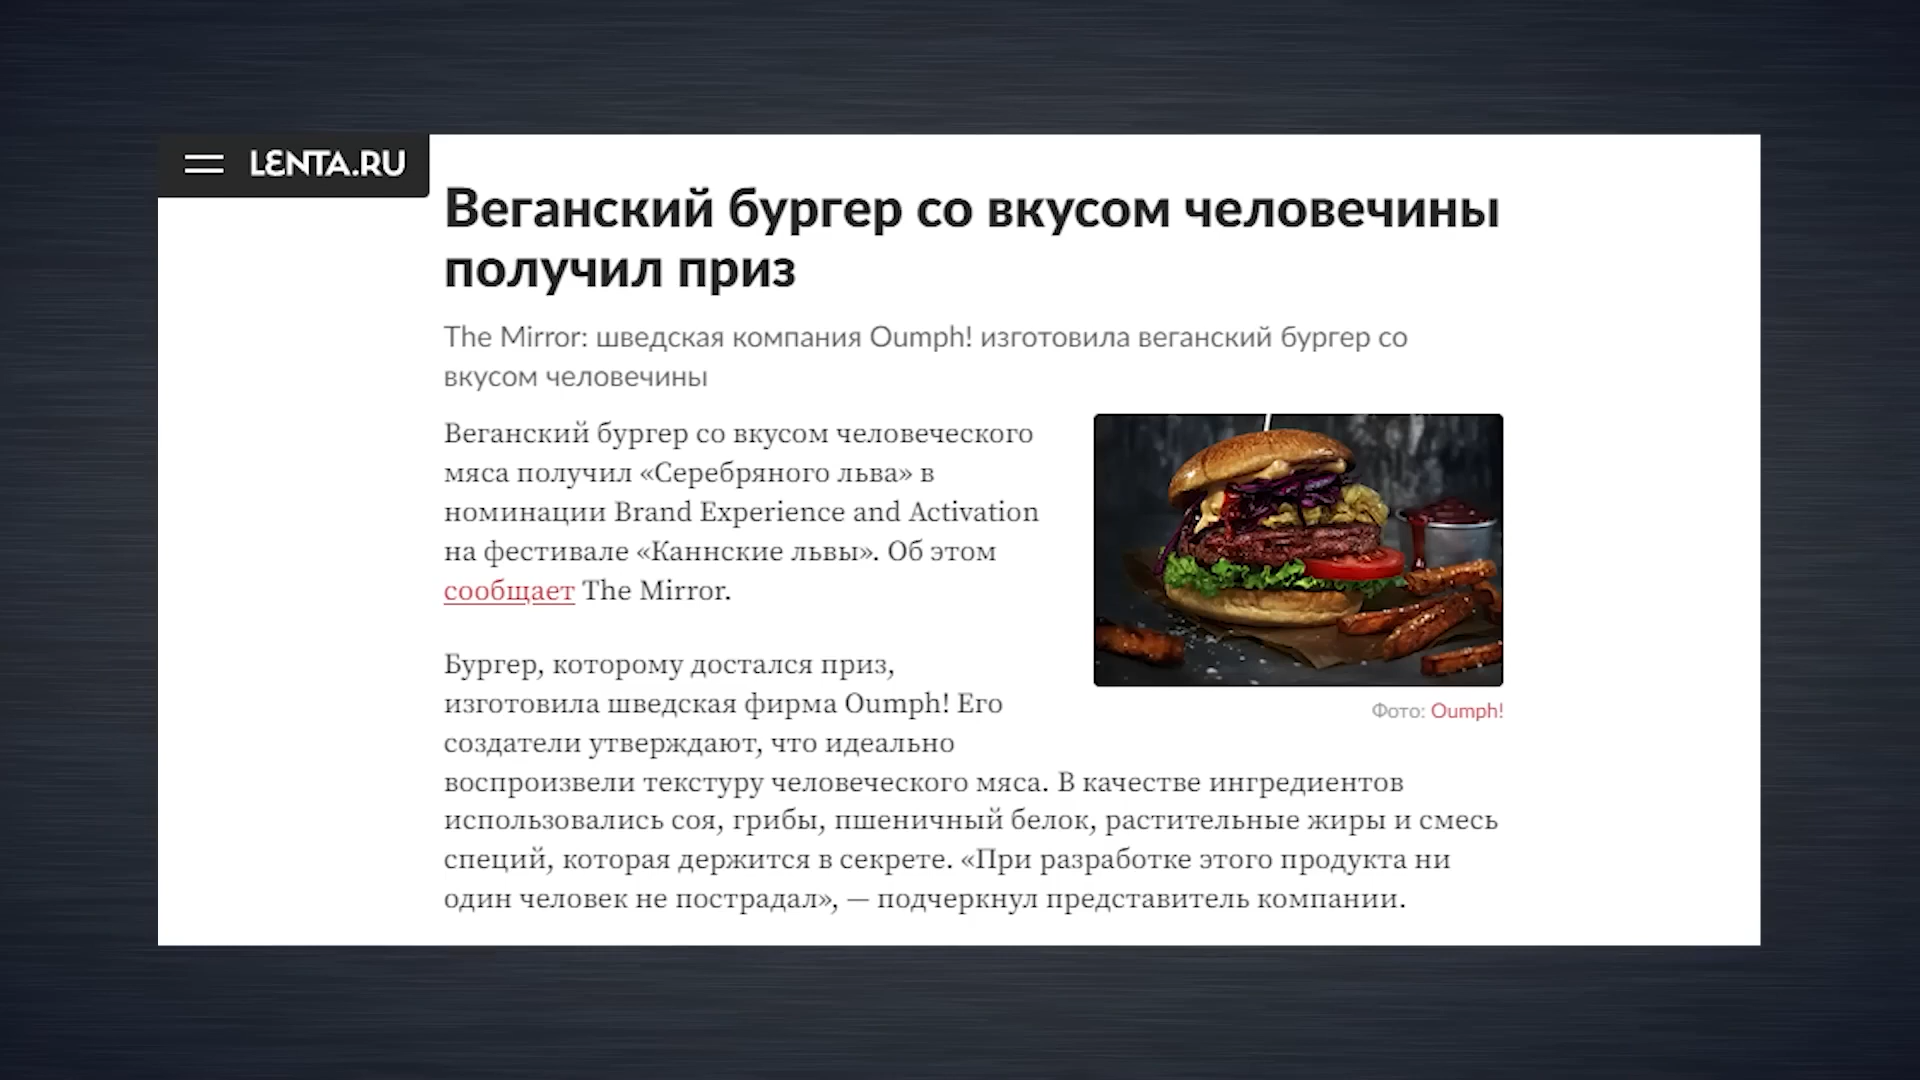 LENTA.RU
Веганский бургер со вкусом человечины
получил приз
The Mirror: шведская компания Oumph! изготовила веганский бургер со
вкусом человечины
Веганский бургер со вкусом человеческого
мяса получил «Серебряного льва» в
номинации Brand Experience and Activation
на фестивале «Каннские львы». Об этом
сообщает The Mirror.
Фото: Oumph!
Бургер, которому достался приз,
изготовила шведская фирма Oumph! Его
создатели утверждают, что идеально
воспроизвели текстуру человеческого мяса. В качестве ингредиентов
использовались соя, грибы, пшеничный белок, растительные жиры и смесь
специй, которая держится в секрете. «При разработке этого продукта ни
один человек не пострадал», — подчеркнул представитель компании.